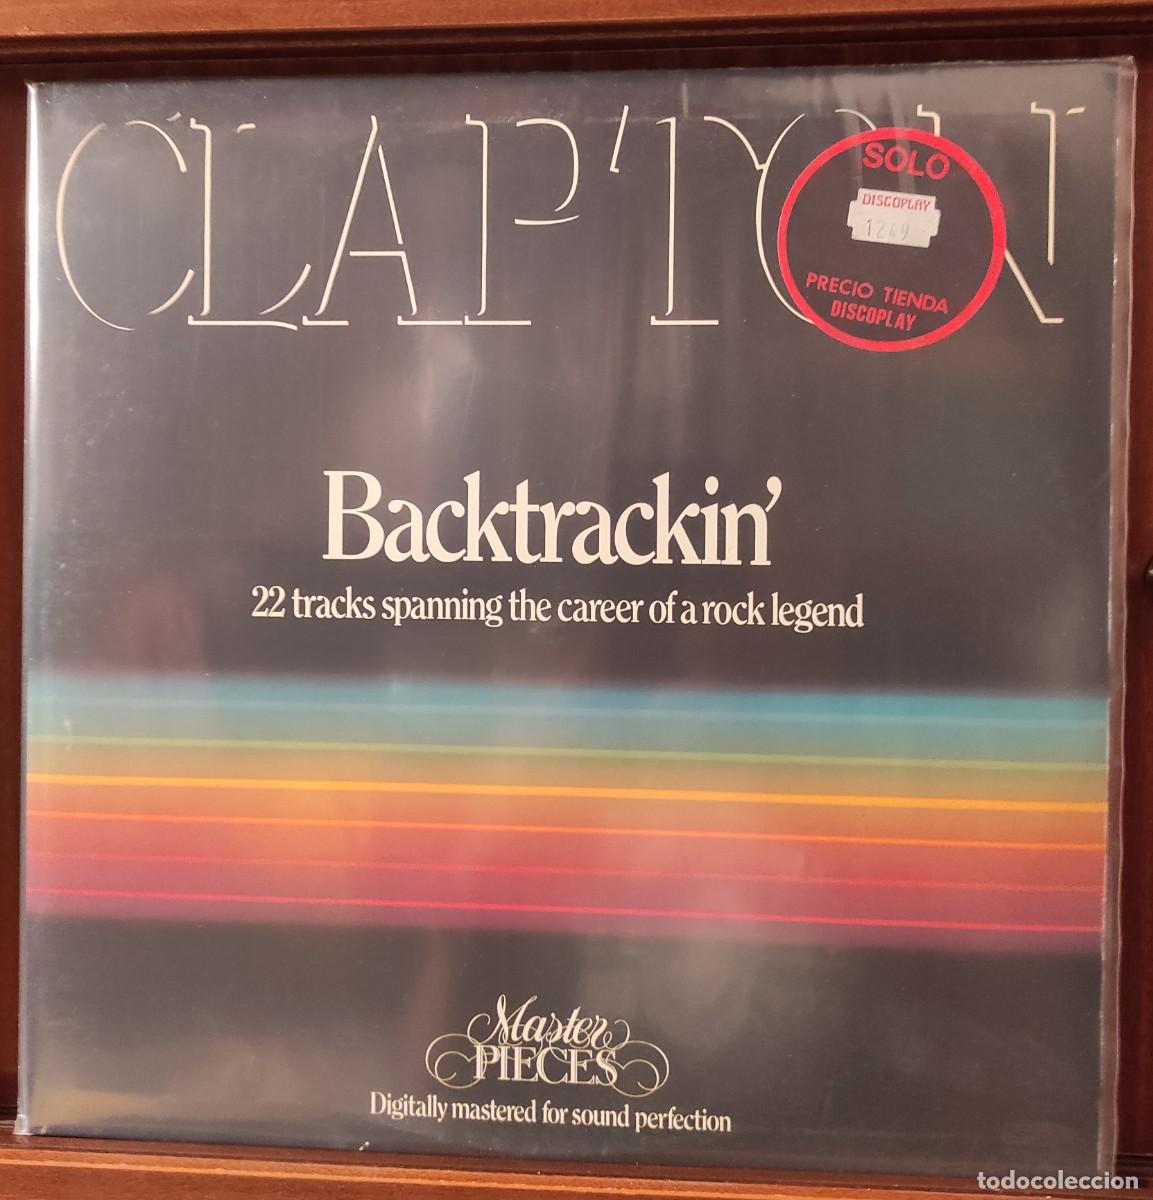 CLAPTON
SOLO
DISCOPLAY
1249
PRECIO TIENDA
DISCOPLAY
Backtrackin'
22 tracks spanning the career of a rock legend
Master
PIECES
Digitally mastered for sound perfection
todocoleccion